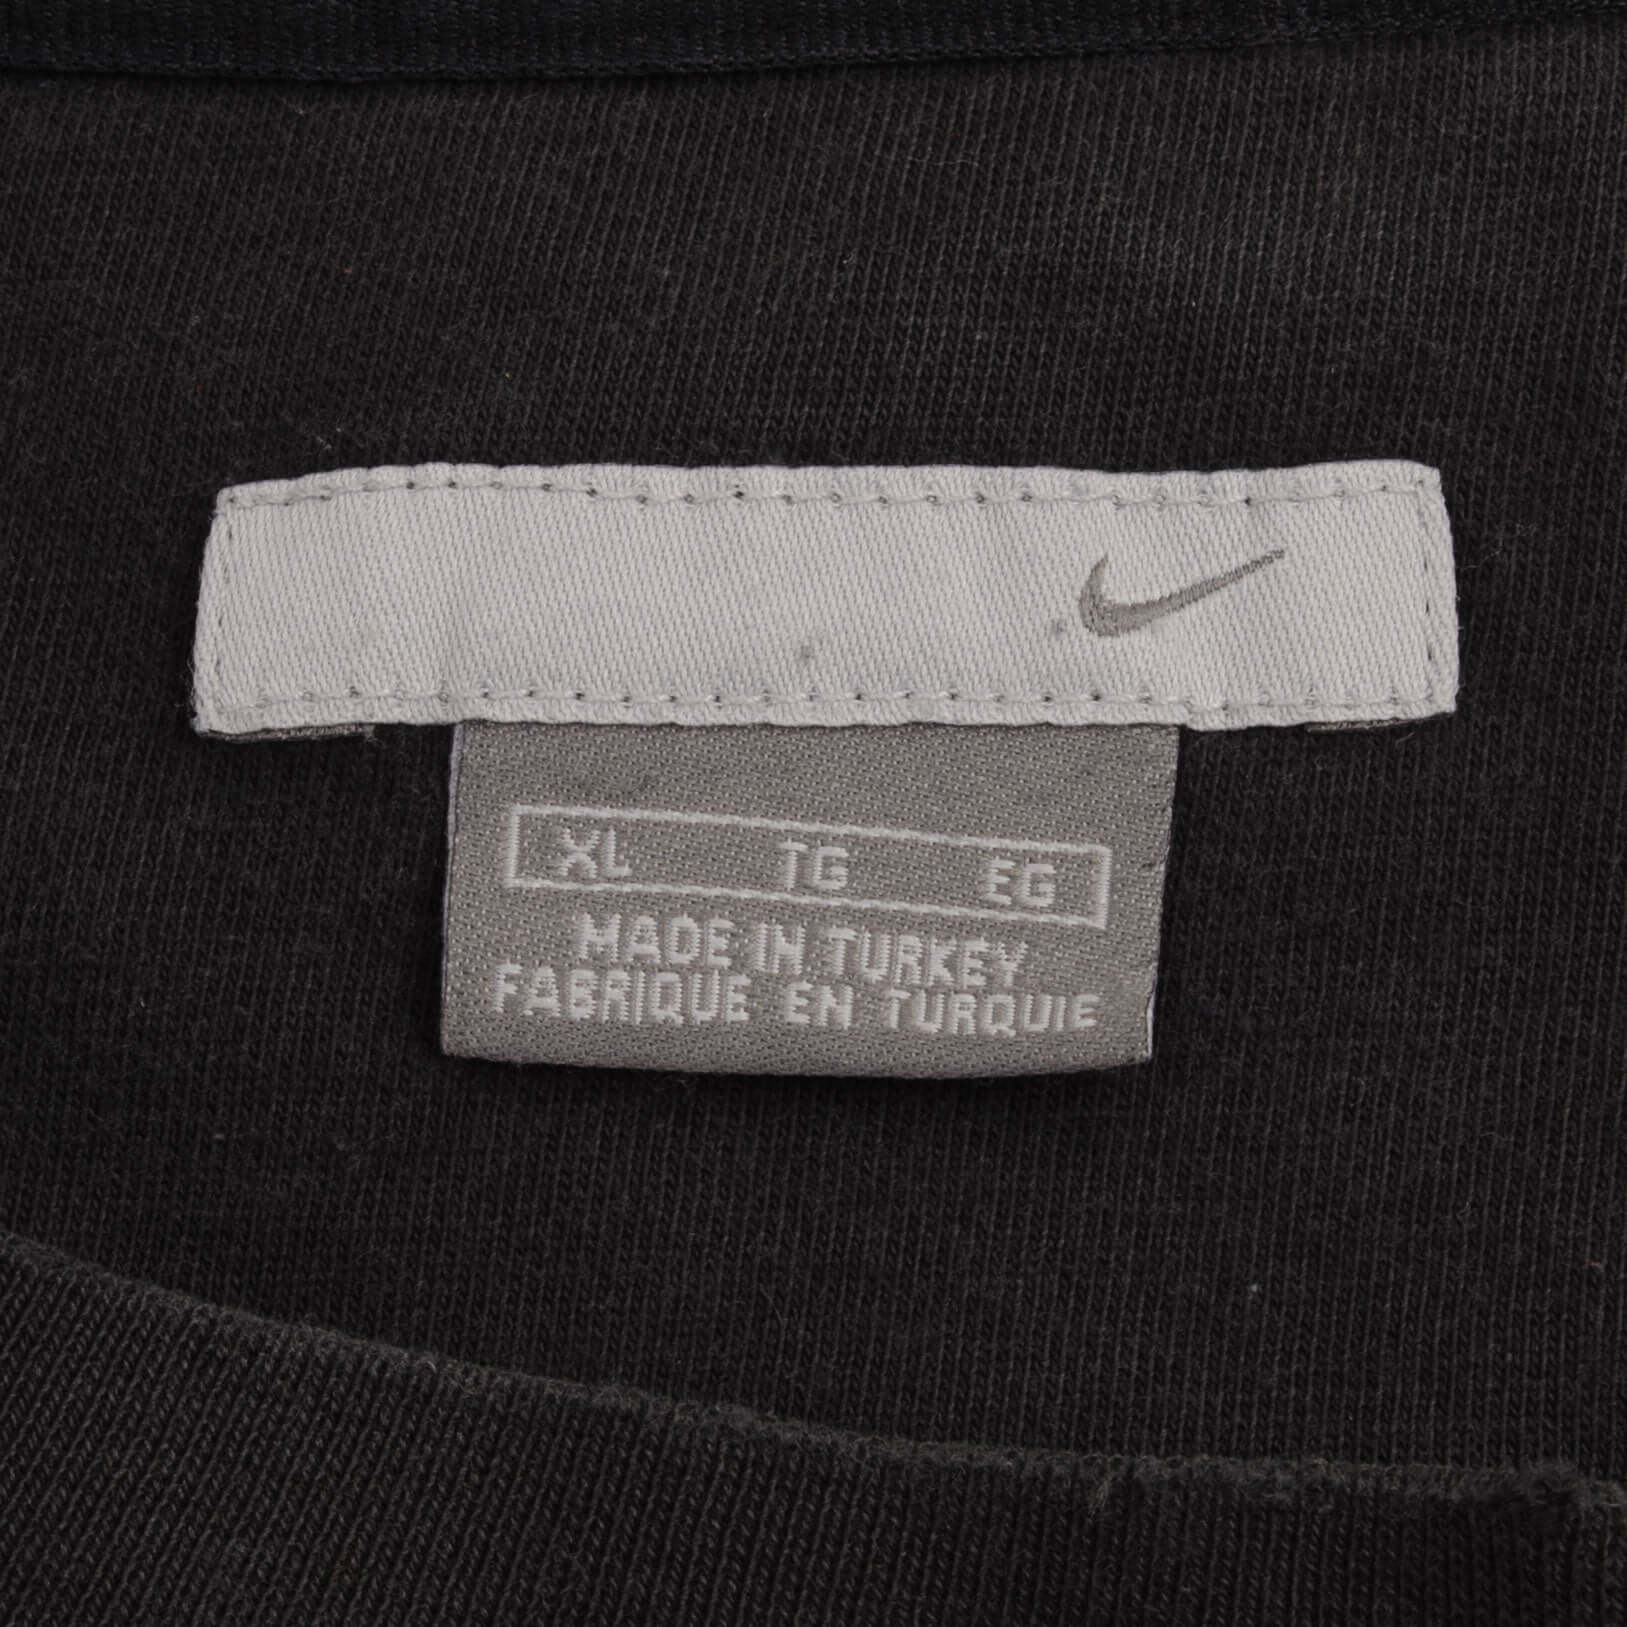 XL TG EG
MADE IN TURKEY
FABRIQUE EN TURQUIE